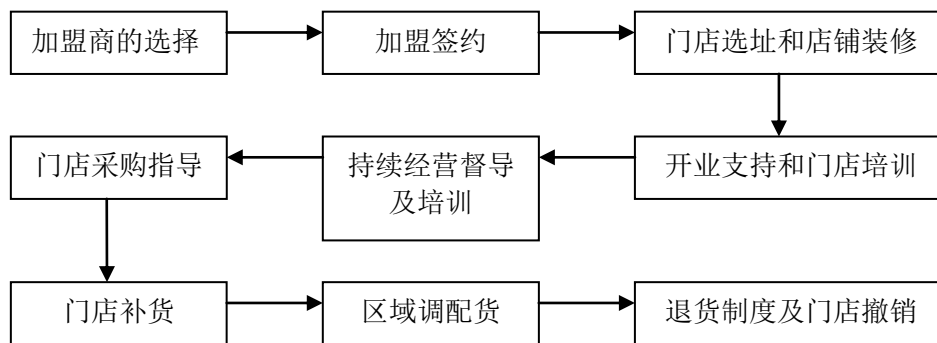 加盟商的选择
加盟签约
门店选址和店铺装修
开业支持和门店培训
持续经营督导
及培训
门店采购指导
门店补货
区域调配货
退货制度及门店撤销